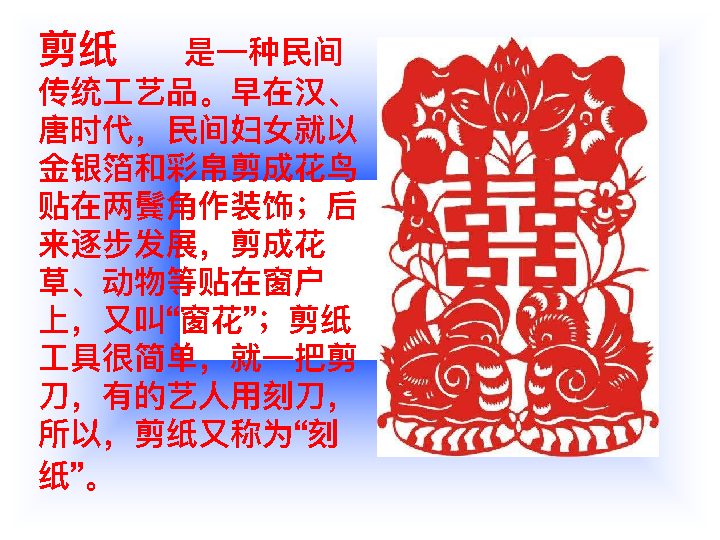 剪纸 是一种民间
传统工艺品。早在汉、
唐时代，民间妇女就以
金银箔和彩帛剪成花鸟
贴在两鬓角作装饰；后
来逐步发展，剪成花
草、动物等贴在窗户
上，又叫“窗花”；剪纸
工具很简单，就一把剪
刀，有的艺人用刻刀，
所以，剪纸又称为“刻
纸”。
囍